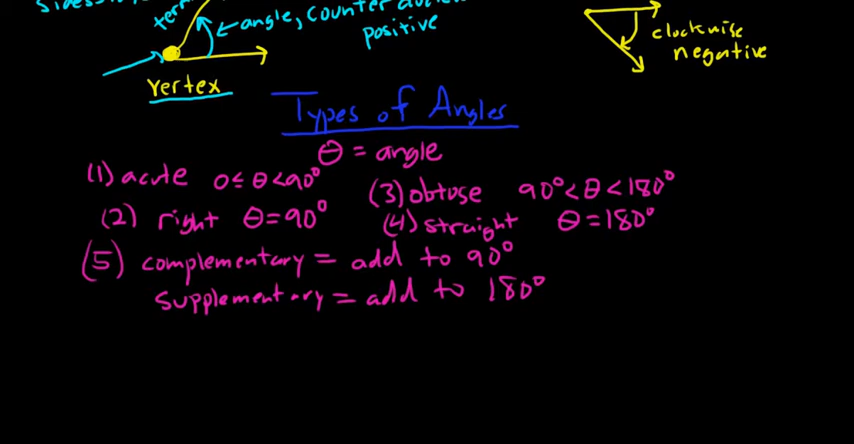 angle, counter
positive
vertex
clockwise
negative
Types of Angles
θ = angle
(1) acute 0 ≤ θ < 90°
(3) obtuse 90° < θ < 180°
(2) right θ = 90°
(4) straight θ = 180°
(5) complementary = add to 90°
supplementary = add to 180°